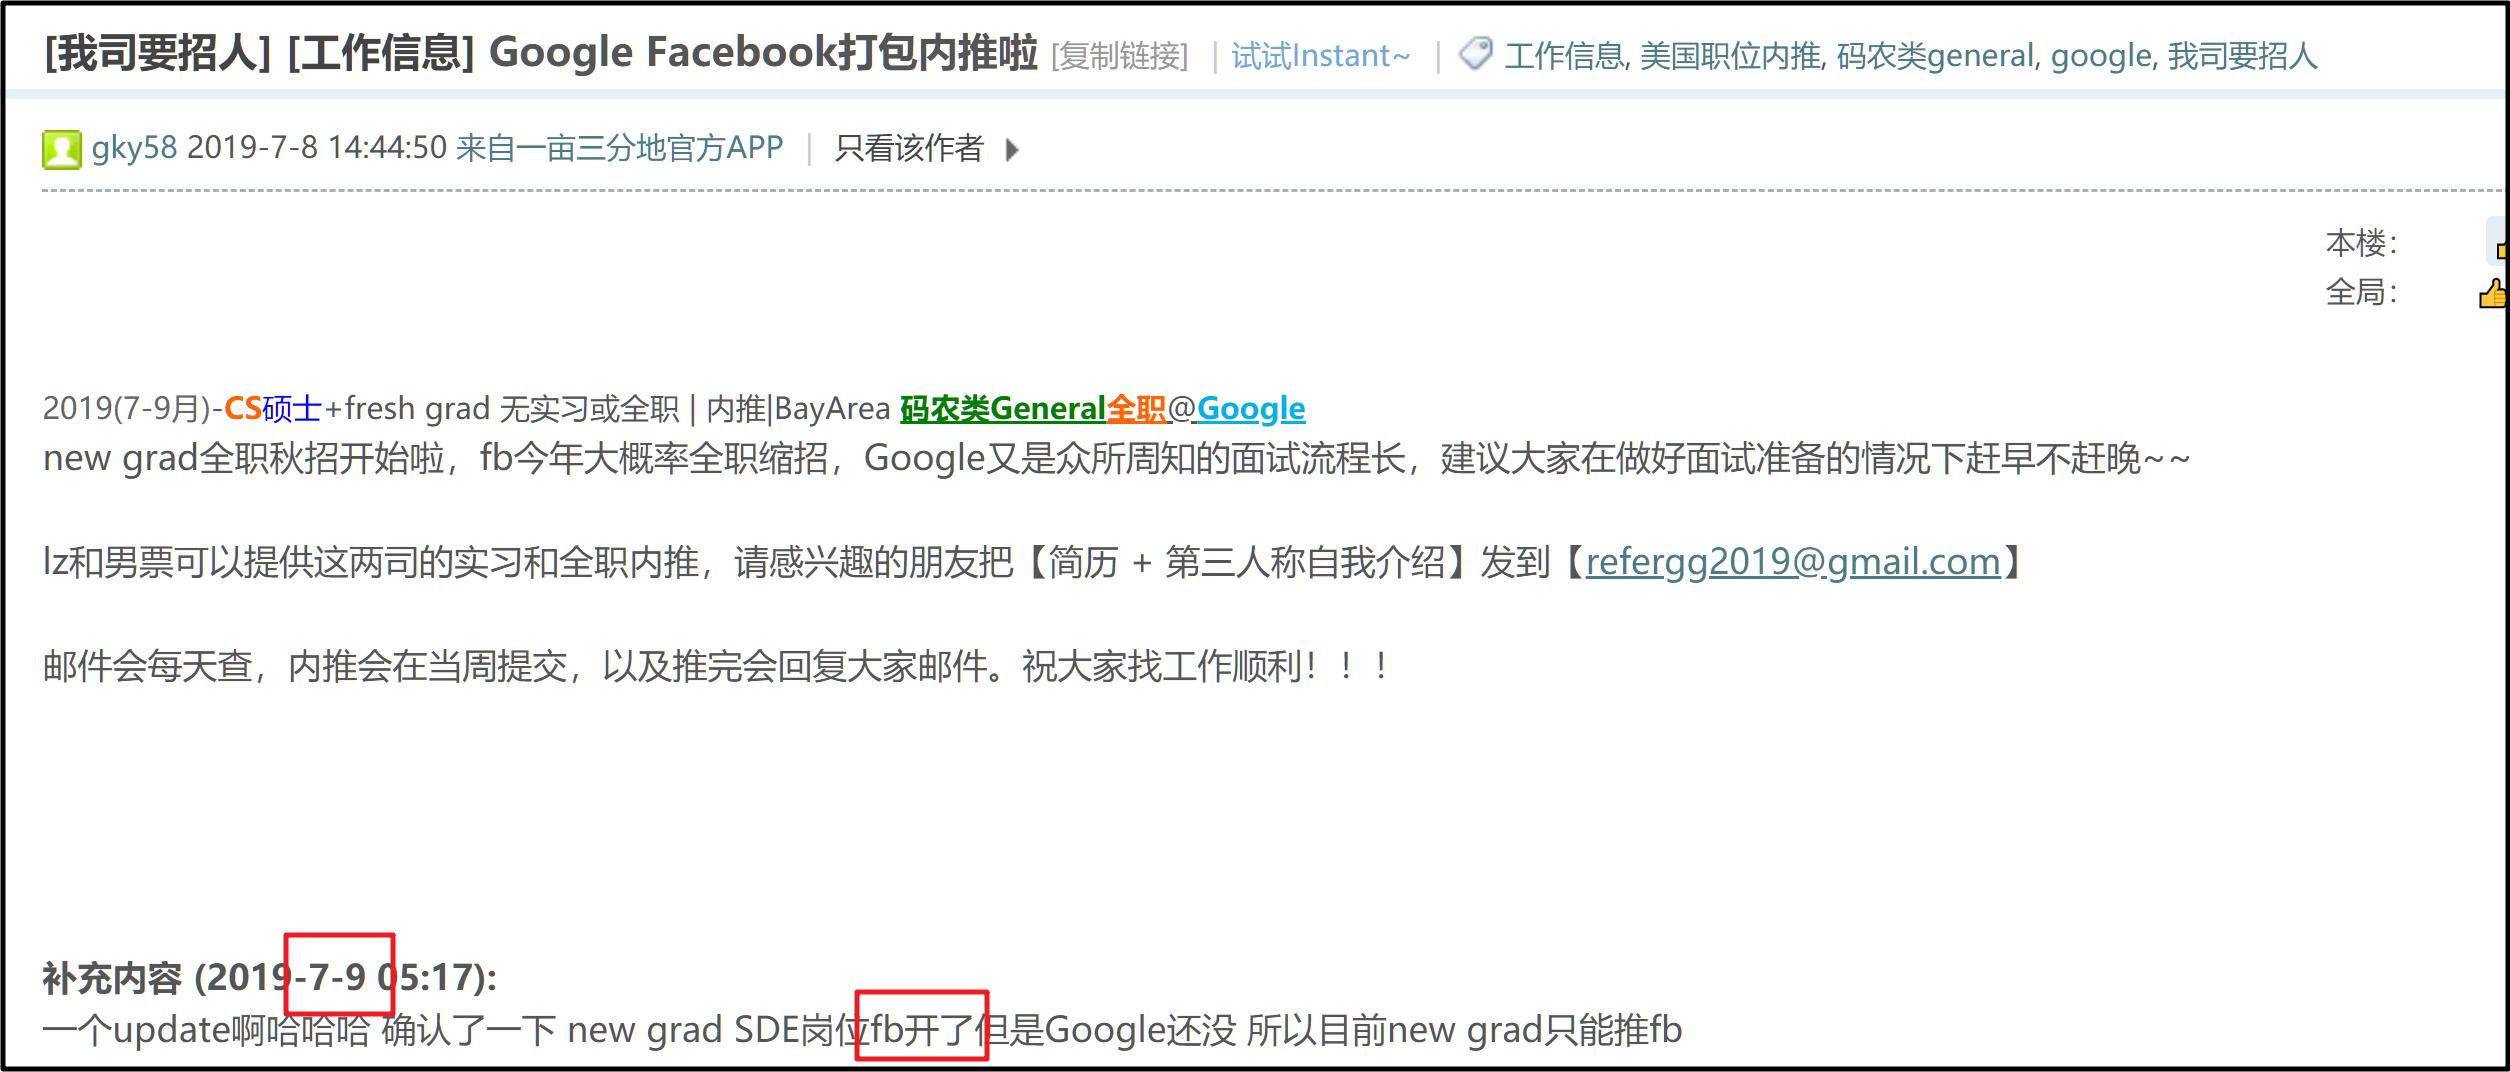 [我司要招人] [工作信息] Google Facebook打包内推啦 [复制链接] | 试试Instant~ | 工作信息, 美国职位内推, 码农类general, google, 我司要招人
gky58 2019-7-8 14:44:50 来自一亩三分地官方APP | 只看该作者
本楼：
全局：
2019(7-9月)-CS硕士+fresh grad 无实习或全职 | 内推|BayArea 码农类General全职@Google
new grad全职秋招开始啦，fb今年大概率全职缩招，Google又是众所周知的面试流程长，建议大家在做好面试准备的情况下赶早不赶晚~~
lz和男票可以提供这两司的实习和全职内推，请感兴趣的朋友把【简历 + 第三人称自我介绍】发到【refergg2019@gmail.com】
邮件会每天查，内推会在当周提交，以及推完会回复大家邮件。祝大家找工作顺利！！！
补充内容 (2019-7-9 05:17):
一个update啊哈哈哈 确认了一下 new grad SDE岗位fb开了但是Google还没 所以目前new grad只能推fb